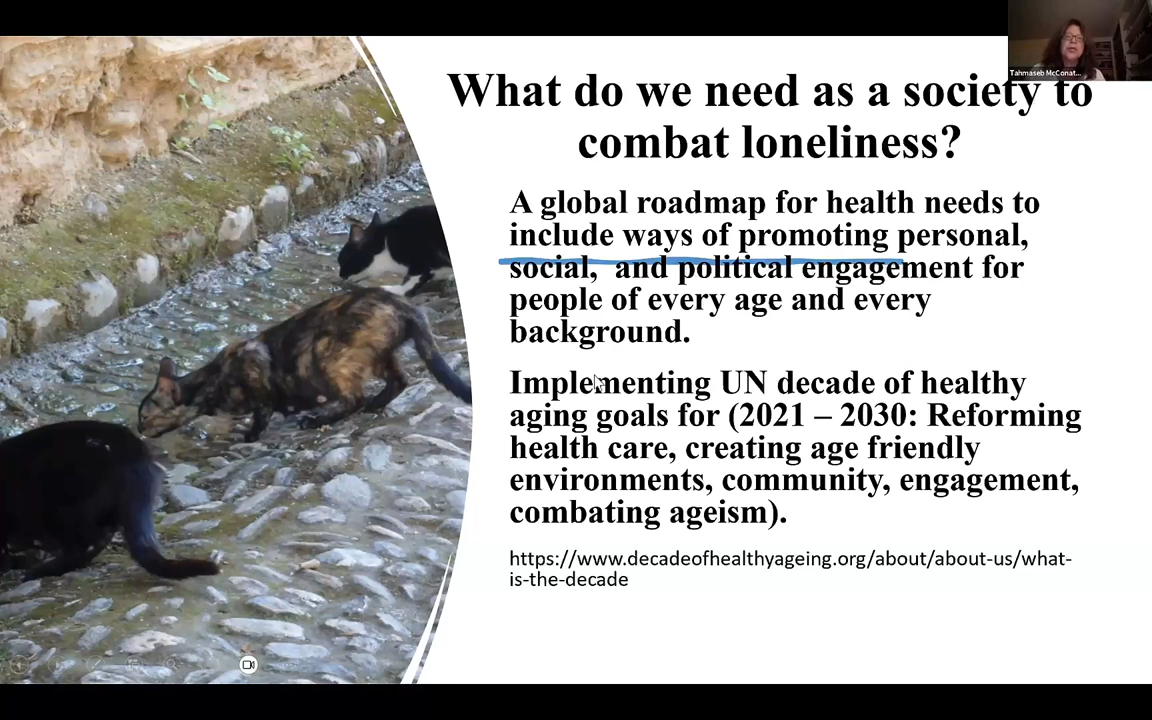 Tahmaseb McConat...
What do we need as a society to
combat loneliness?
A global roadmap for health needs to
include ways of promoting personal,
social,  and political engagement for
people of every age and every
background.
Implementing UN decade of healthy
aging goals for (2021 – 2030: Reforming
health care, creating age friendly
environments, community, engagement,
combating ageism).
https://www.decadeofhealthyageing.org/about/about-us/what-
is-the-decade